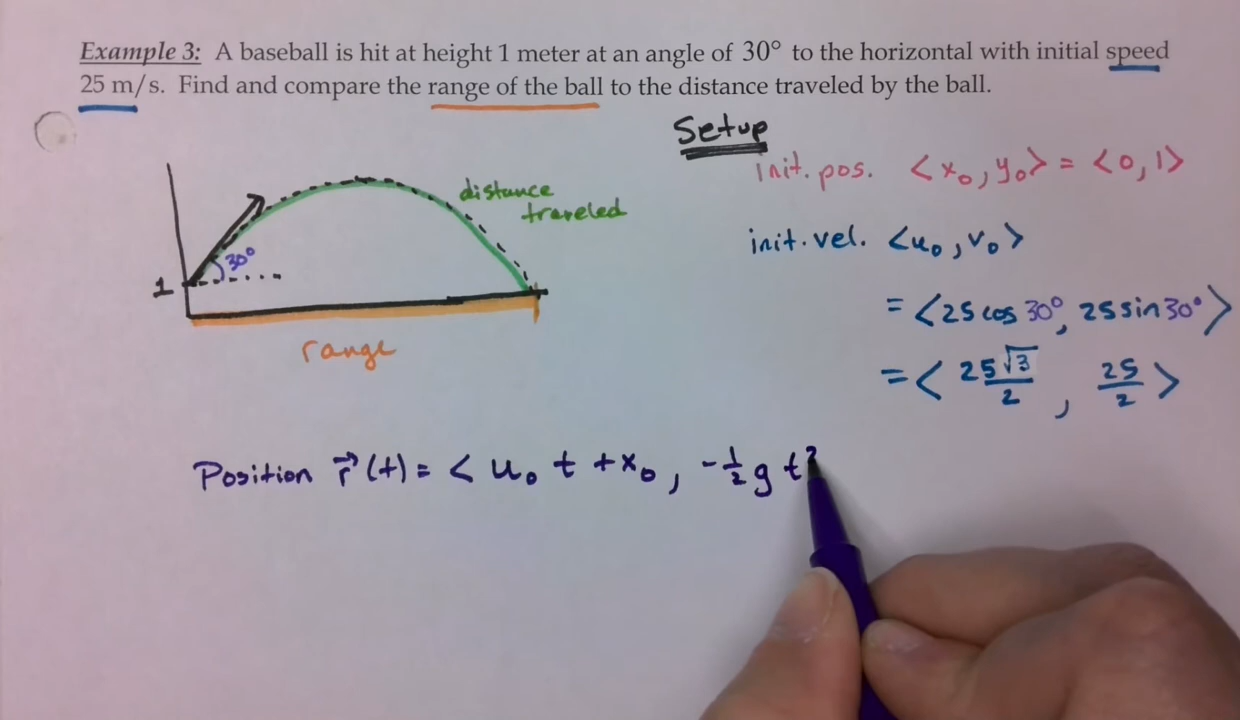 Example 3: A baseball is hit at height 1 meter at an angle of 30° to the horizontal with initial speed
25 m/s. Find and compare the range of the ball to the distance traveled by the ball.
Setup
init. pos. <x₀, y₀> = <0, 1>
distance
traveled
init. vel. <u₀, v₀>
30°
1
= <25 cos 30°, 25 sin 30°>
range
= <25√3/2, 25/2>
Position r⃗(t) = < u₀ t + x₀, -½ g t²